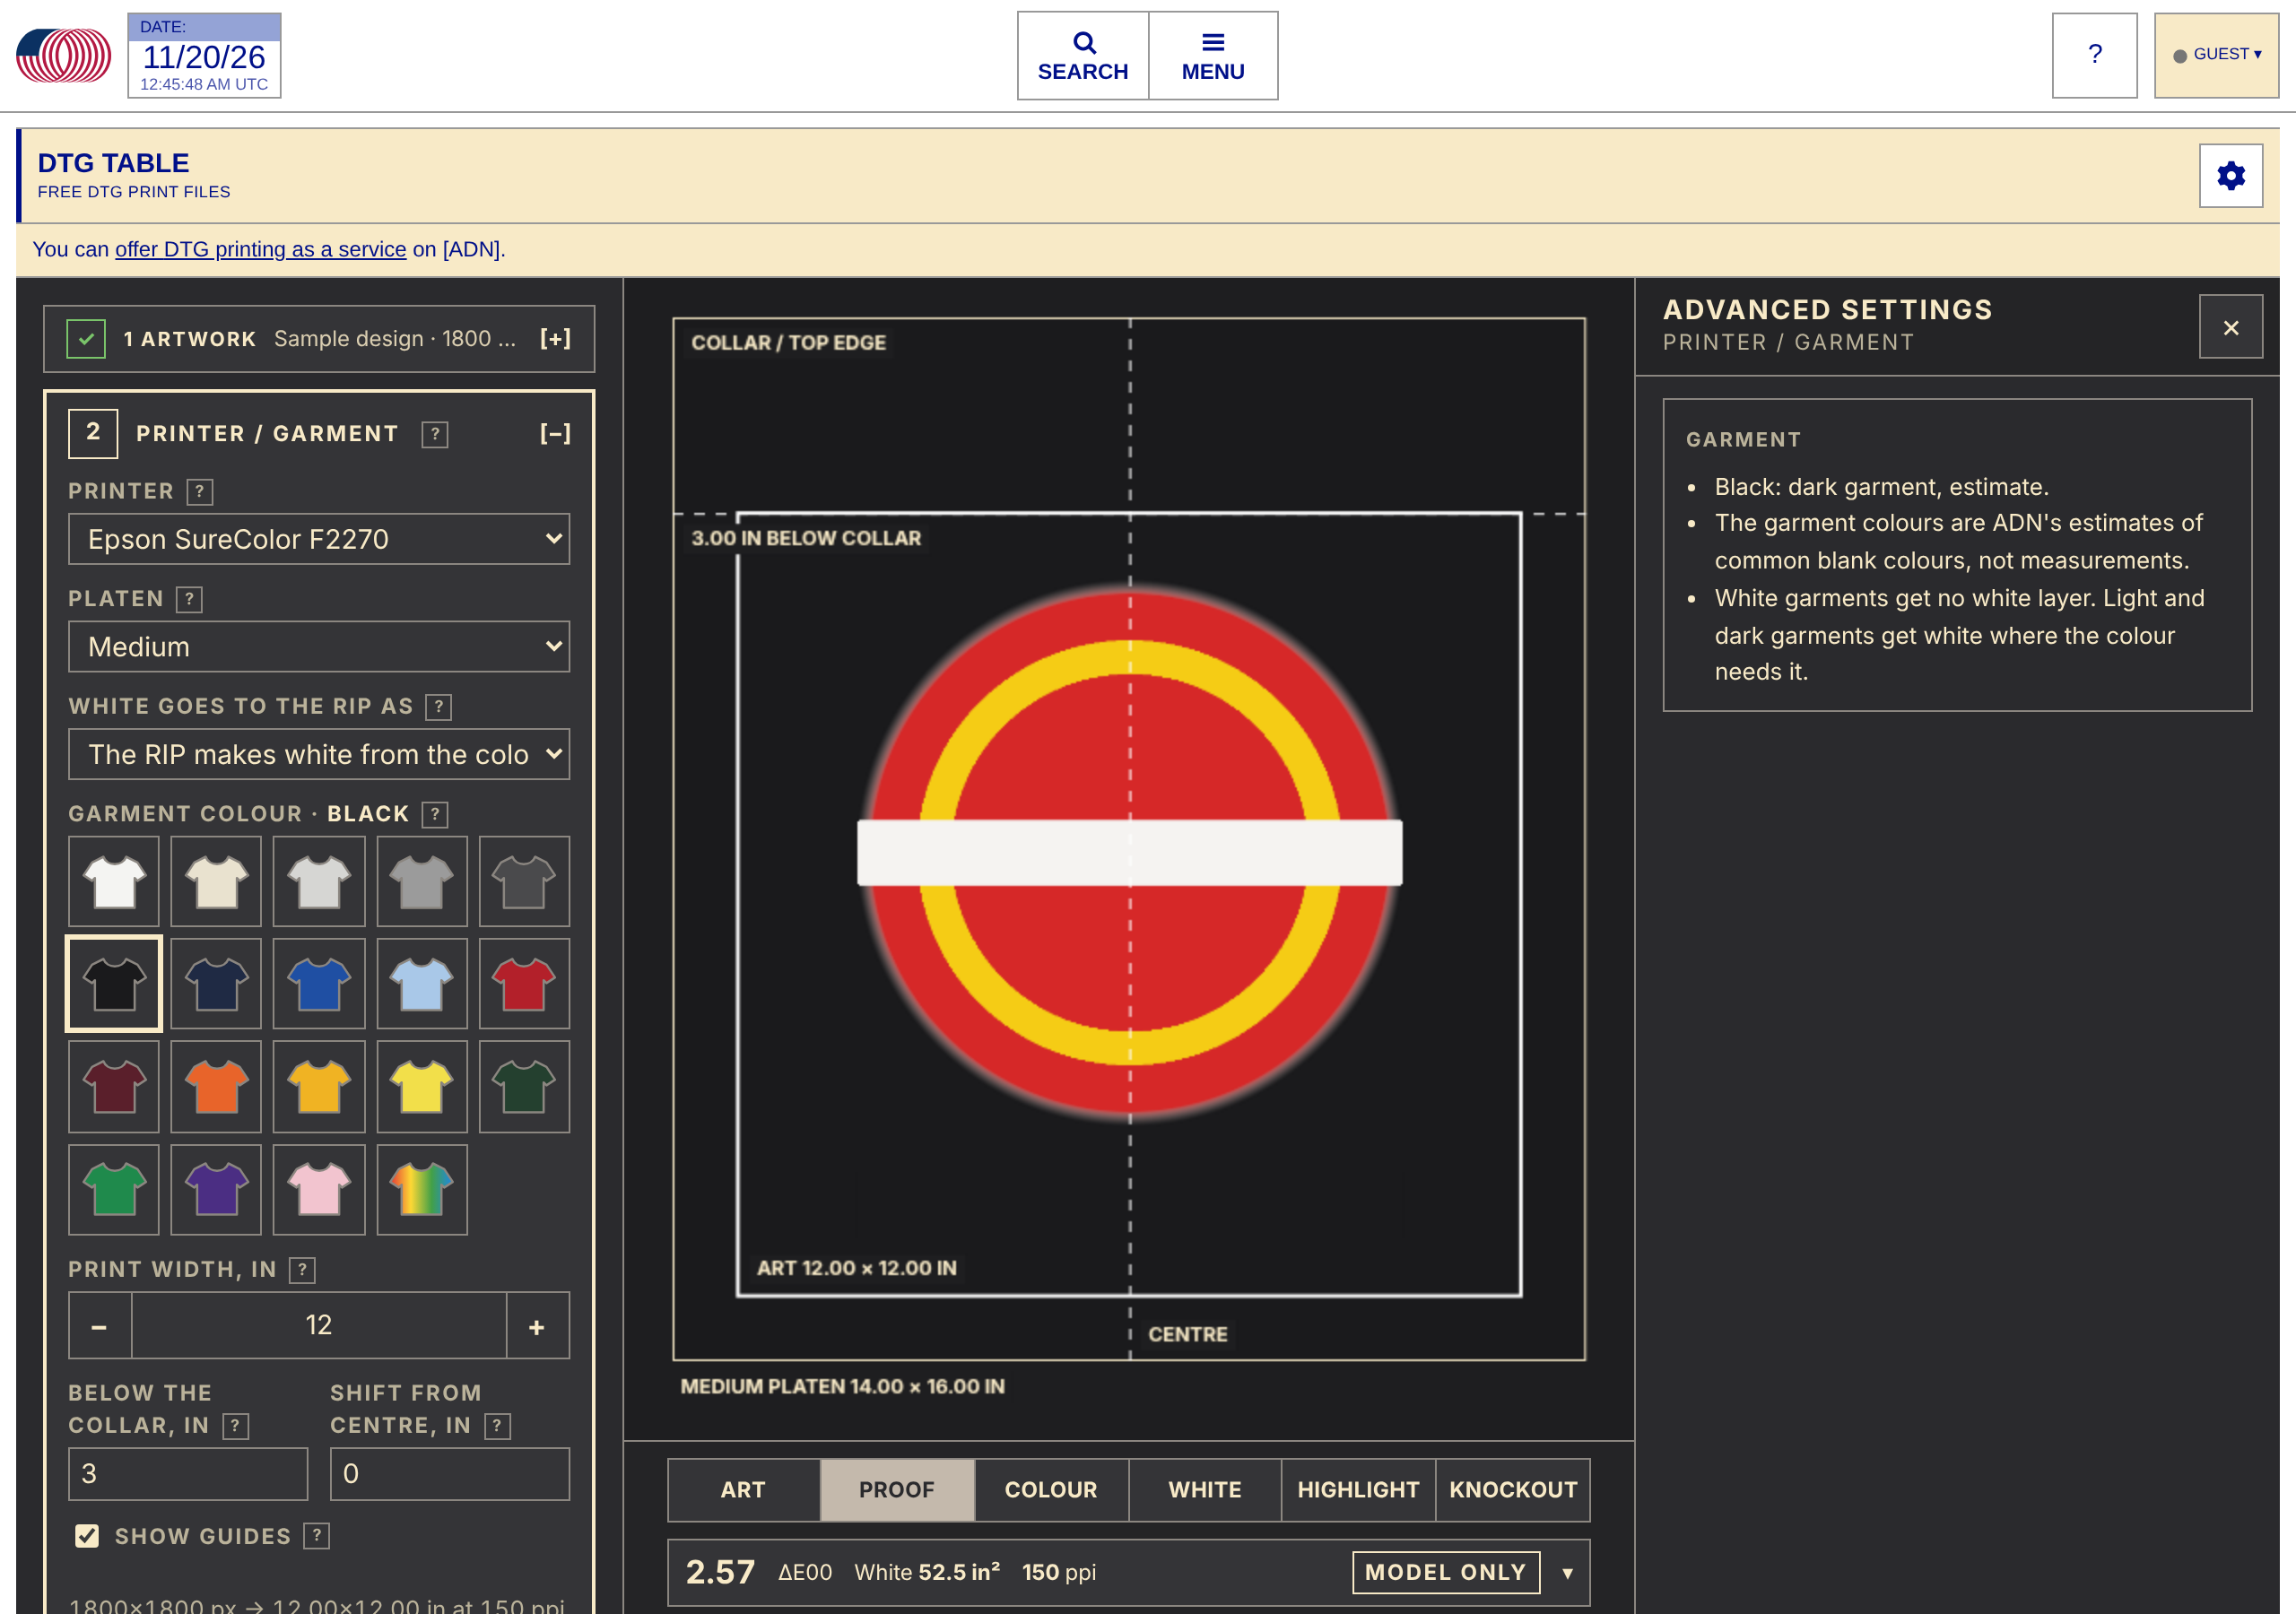 DATE:
11/20/26
12:45:48 AM UTC
SEARCH
MENU
?
GUEST ▾
DTG TABLE
FREE DTG PRINT FILES
You can offer DTG printing as a service on [ADN].
1 ARTWORK Sample design · 1800 ... [+]
2 PRINTER / GARMENT ? [−]
PRINTER ?
Epson SureColor F2270
PLATEN ?
Medium
WHITE GOES TO THE RIP AS ?
The RIP makes white from the colo
GARMENT COLOUR · BLACK ?
PRINT WIDTH, IN ?
− 12 +
BELOW THE
COLLAR, IN ?
3
SHIFT FROM
CENTRE, IN ?
0
SHOW GUIDES ?
1800×1800 px → 12.00×12.00 in at 150 ppi
COLLAR / TOP EDGE
3.00 IN BELOW COLLAR
ART 12.00 × 12.00 IN
CENTRE
MEDIUM PLATEN 14.00 × 16.00 IN
ART PROOF COLOUR WHITE HIGHLIGHT KNOCKOUT
2.57 ΔE00 White 52.5 in² 150 ppi MODEL ONLY ▾
ADVANCED SETTINGS
PRINTER / GARMENT
×
GARMENT
• Black: dark garment, estimate.
• The garment colours are ADN's estimates of
common blank colours, not measurements.
• White garments get no white layer. Light and
dark garments get white where the colour
needs it.